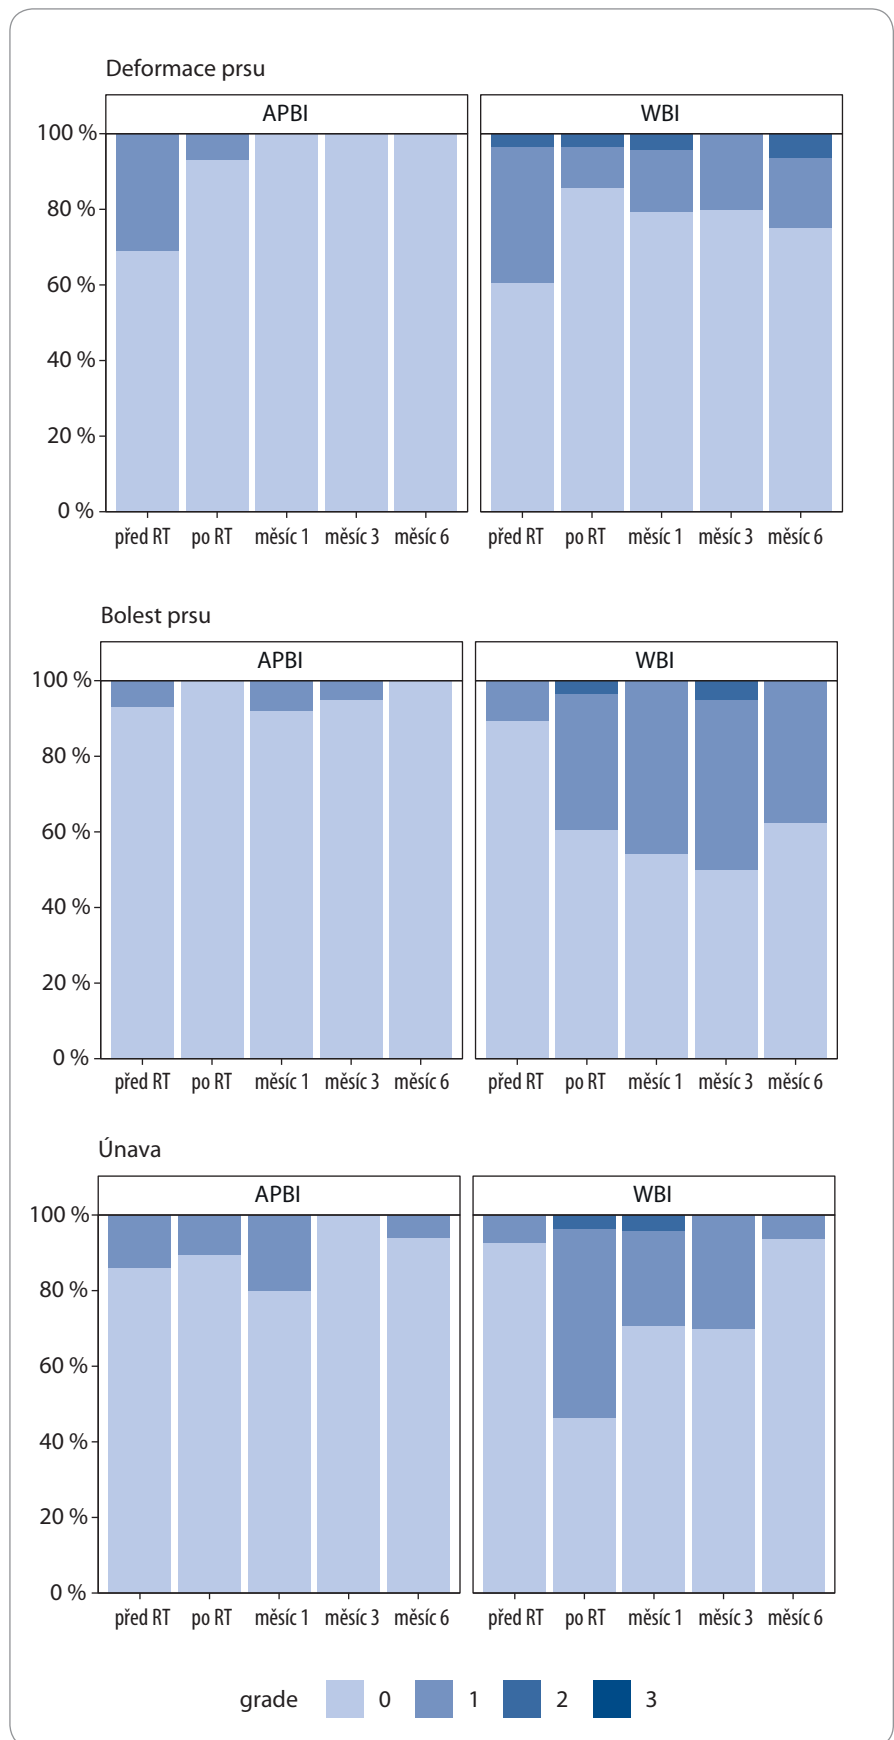 Deformace prsu
APBI
WBI
100 %
80 %
60 %
40 %
20 %
0 %
před RT po RT měsíc 1 měsíc 3 měsíc 6
před RT po RT měsíc 1 měsíc 3 měsíc 6
Bolest prsu
APBI
WBI
100 %
80 %
60 %
40 %
20 %
0 %
před RT po RT měsíc 1 měsíc 3 měsíc 6
před RT po RT měsíc 1 měsíc 3 měsíc 6
Únava
APBI
WBI
100 %
80 %
60 %
40 %
20 %
0 %
před RT po RT měsíc 1 měsíc 3 měsíc 6
před RT po RT měsíc 1 měsíc 3 měsíc 6
grade 0 1 2 3